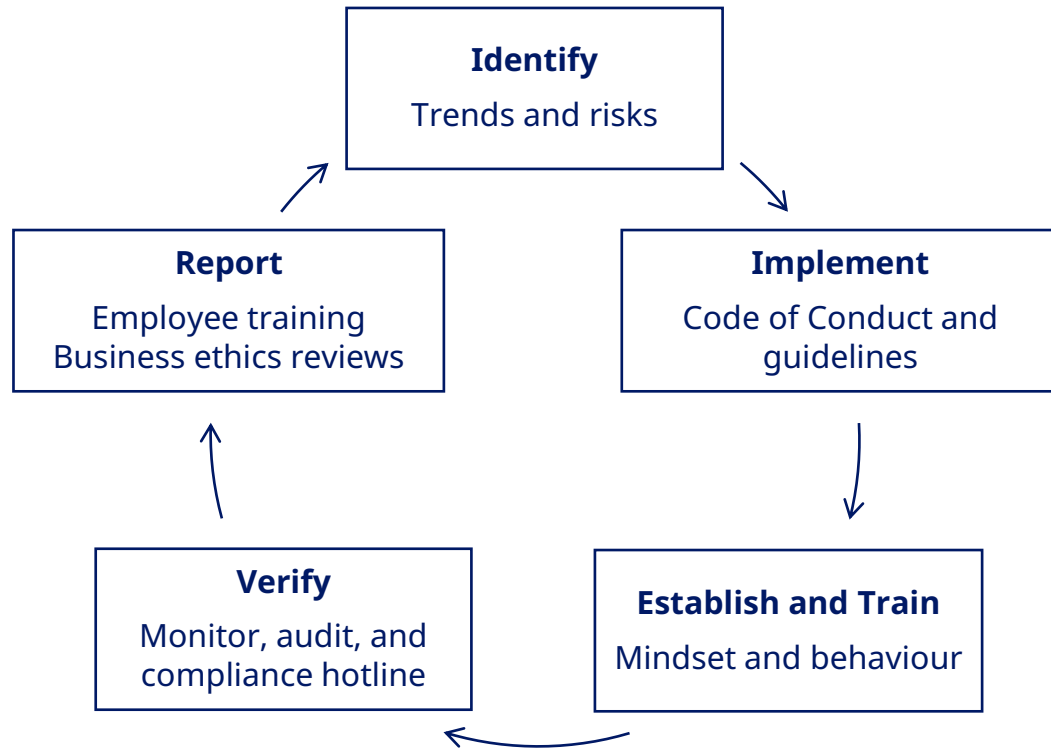 Identify
Trends and risks
Implement
Code of Conduct and
guidelines
Establish and Train
Mindset and behaviour
Verify
Monitor, audit, and
compliance hotline
Report
Employee training
Business ethics reviews